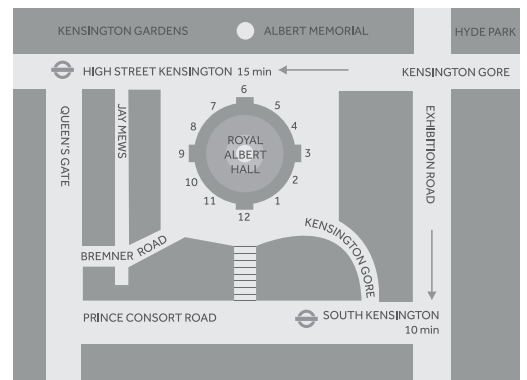 KENSINGTON GARDENS
ALBERT MEMORIAL
HYDE PARK
HIGH STREET KENSINGTON 15 min
KENSINGTON GORE
QUEEN'S GATE
JAY MEWS
6
7
5
8
4
9
3
10
2
11
1
12
ROYAL
ALBERT
HALL
EXHIBITION ROAD
BREMNER ROAD
KENSINGTON GORE
PRINCE CONSORT ROAD
SOUTH KENSINGTON
10 min